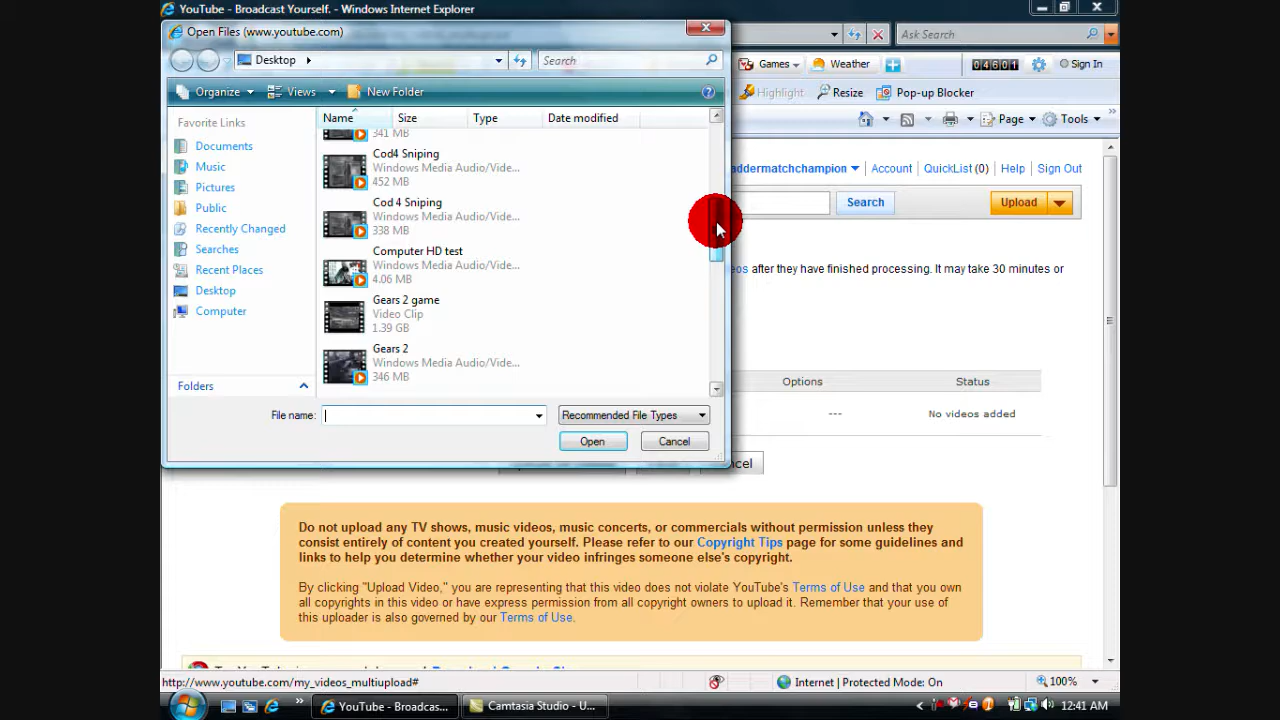 YouTube - Broadcast Yourself. - Windows Internet Explorer
Open Files (www.youtube.com)
Ask Search
Desktop
Search
Games
Weather
04601
Sign In
Organize
Views
New Folder
Highlight
Resize
Pop-up Blocker
Favorite Links
Name
Size
Type
Date modified
Page
Tools
341 MB
Documents
Cod4 Sniping
Windows Media Audio/Vide...
452 MB
Music
addermatchchampion
Account
QuickList (0)
Help
Sign Out
Pictures
Public
Cod 4 Sniping
Windows Media Audio/Vide...
338 MB
Search
Upload
Recently Changed
Searches
Computer HD test
Windows Media Audio/Vide...
4.06 MB
Recent Places
eos after they have finished processing. It may take 30 minutes or
Desktop
Gears 2 game
Video Clip
1.39 GB
Computer
Gears 2
Windows Media Audio/Vide...
346 MB
Folders
Options
Status
File name:
Recommended File Types
---
No videos added
Open
Cancel
ncel
Do not upload any TV shows, music videos, music concerts, or commercials without permission unless they
consist entirely of content you created yourself. Please refer to our Copyright Tips page for some guidelines and
links to help you determine whether your video infringes someone else's copyright.
By clicking "Upload Video," you are representing that this video does not violate YouTube's Terms of Use and that you own
all copyrights in this video or have express permission from all copyright owners to upload it. Remember that your use of
this uploader is also governed by our Terms of Use.
http://www.youtube.com/my_videos_multiupload#
Internet | Protected Mode: On
100%
YouTube - Broadcas...
Camtasia Studio - U...
12:41 AM